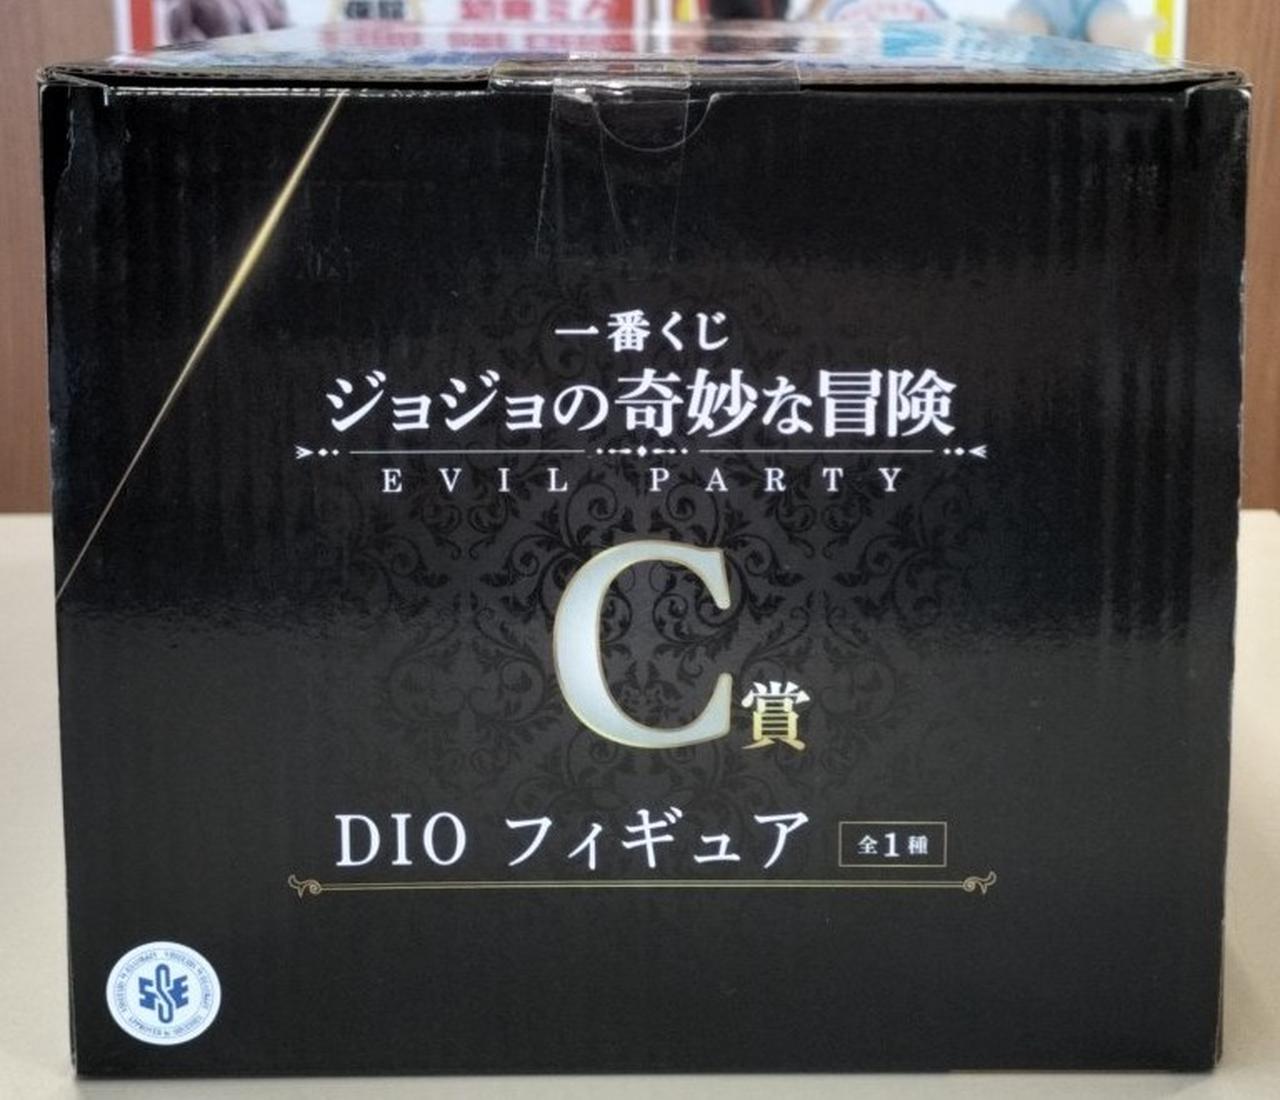 一番くじ
ジョジョの奇妙な冒険
EVIL PARTY
C賞
DIO フィギュア 全1種